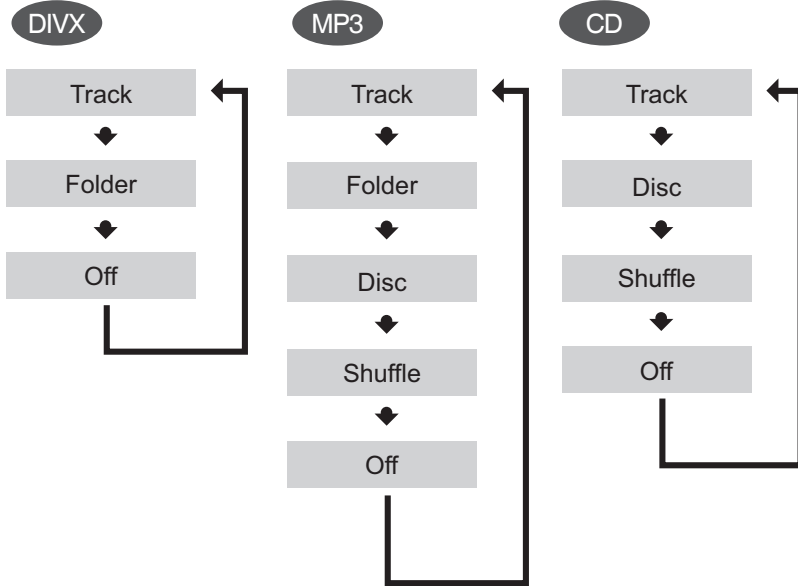 DIVX
Track
Folder
Off
MP3
Track
Folder
Disc
Shuffle
Off
CD
Track
Disc
Shuffle
Off